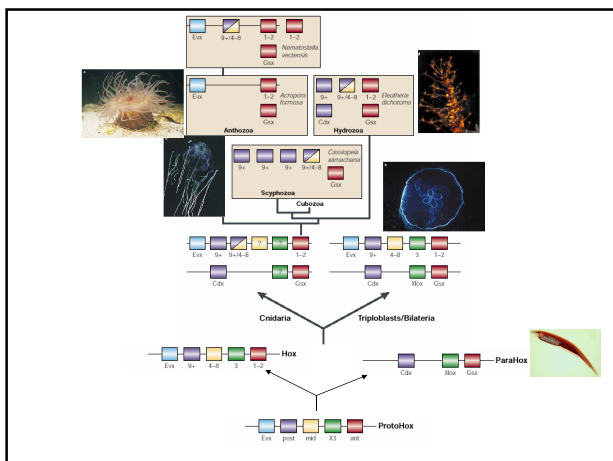 Evx 9+/4–8 1–2 1–2
Nematostella
vectensis
Gsx
Evx 1–2
Acropora
formosa
Gsx
Anthozoa
9+ 9+/4–8 1–2
Eleutheria
dichotoma
Cdx Gsx
Hydrozoa
Cassiopeia
xamachana
9+ 9+ 9+ 9+/4–8
Gsx
Scyphozoa
Cubozoa
? ?
Evx 9+ 9+/4–8 1–2
?
Cdx Gsx
Evx 9+ 4–8 3 1–2
Cdx Xlox Gsx
Cnidaria
Triploblasts/Bilateria
Hox
Evx 9+ 4–8 3 1–2
ParaHox
Cdx Xlox Gsx
ProtoHox
Evx post mid X3 ant